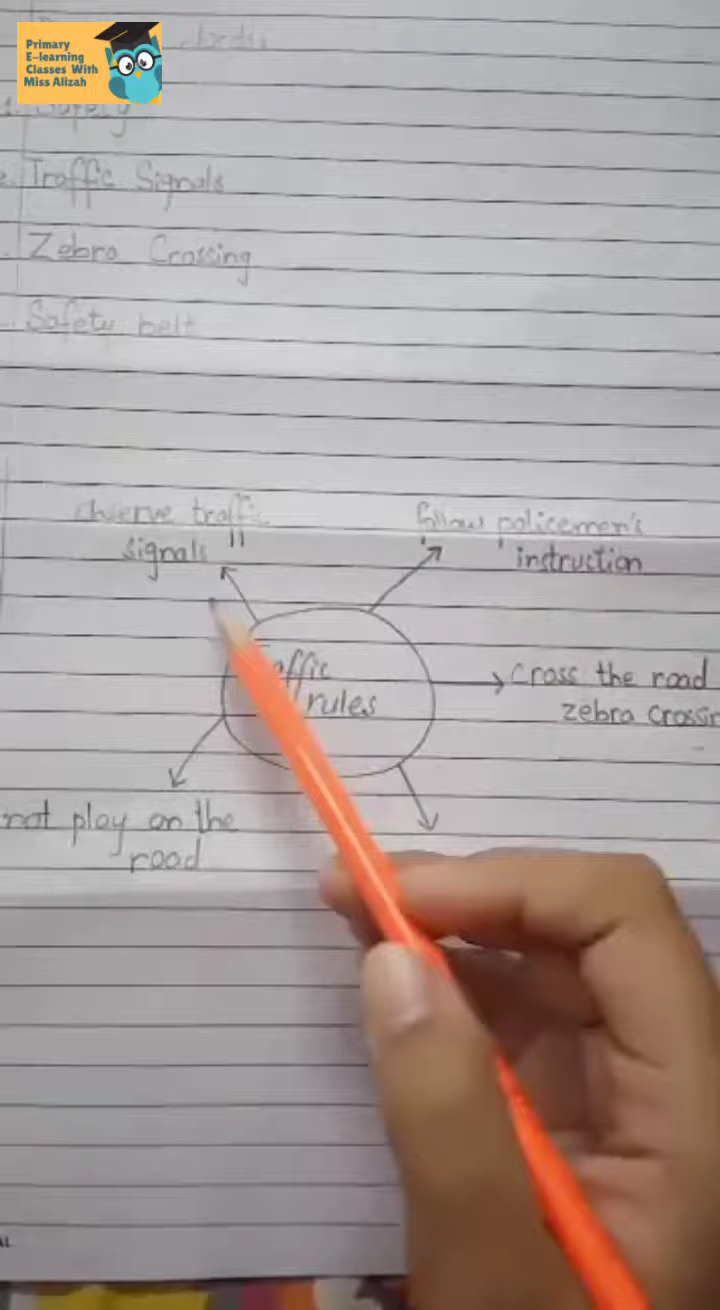 Primary
E-learning
Classes With
Miss Alizah
Safety
Traffic Signals
Zebra Crossing
Safety belt
observe traffic
signals
follow policemen's
instruction
rules
cross the road
zebra
not play on the
road